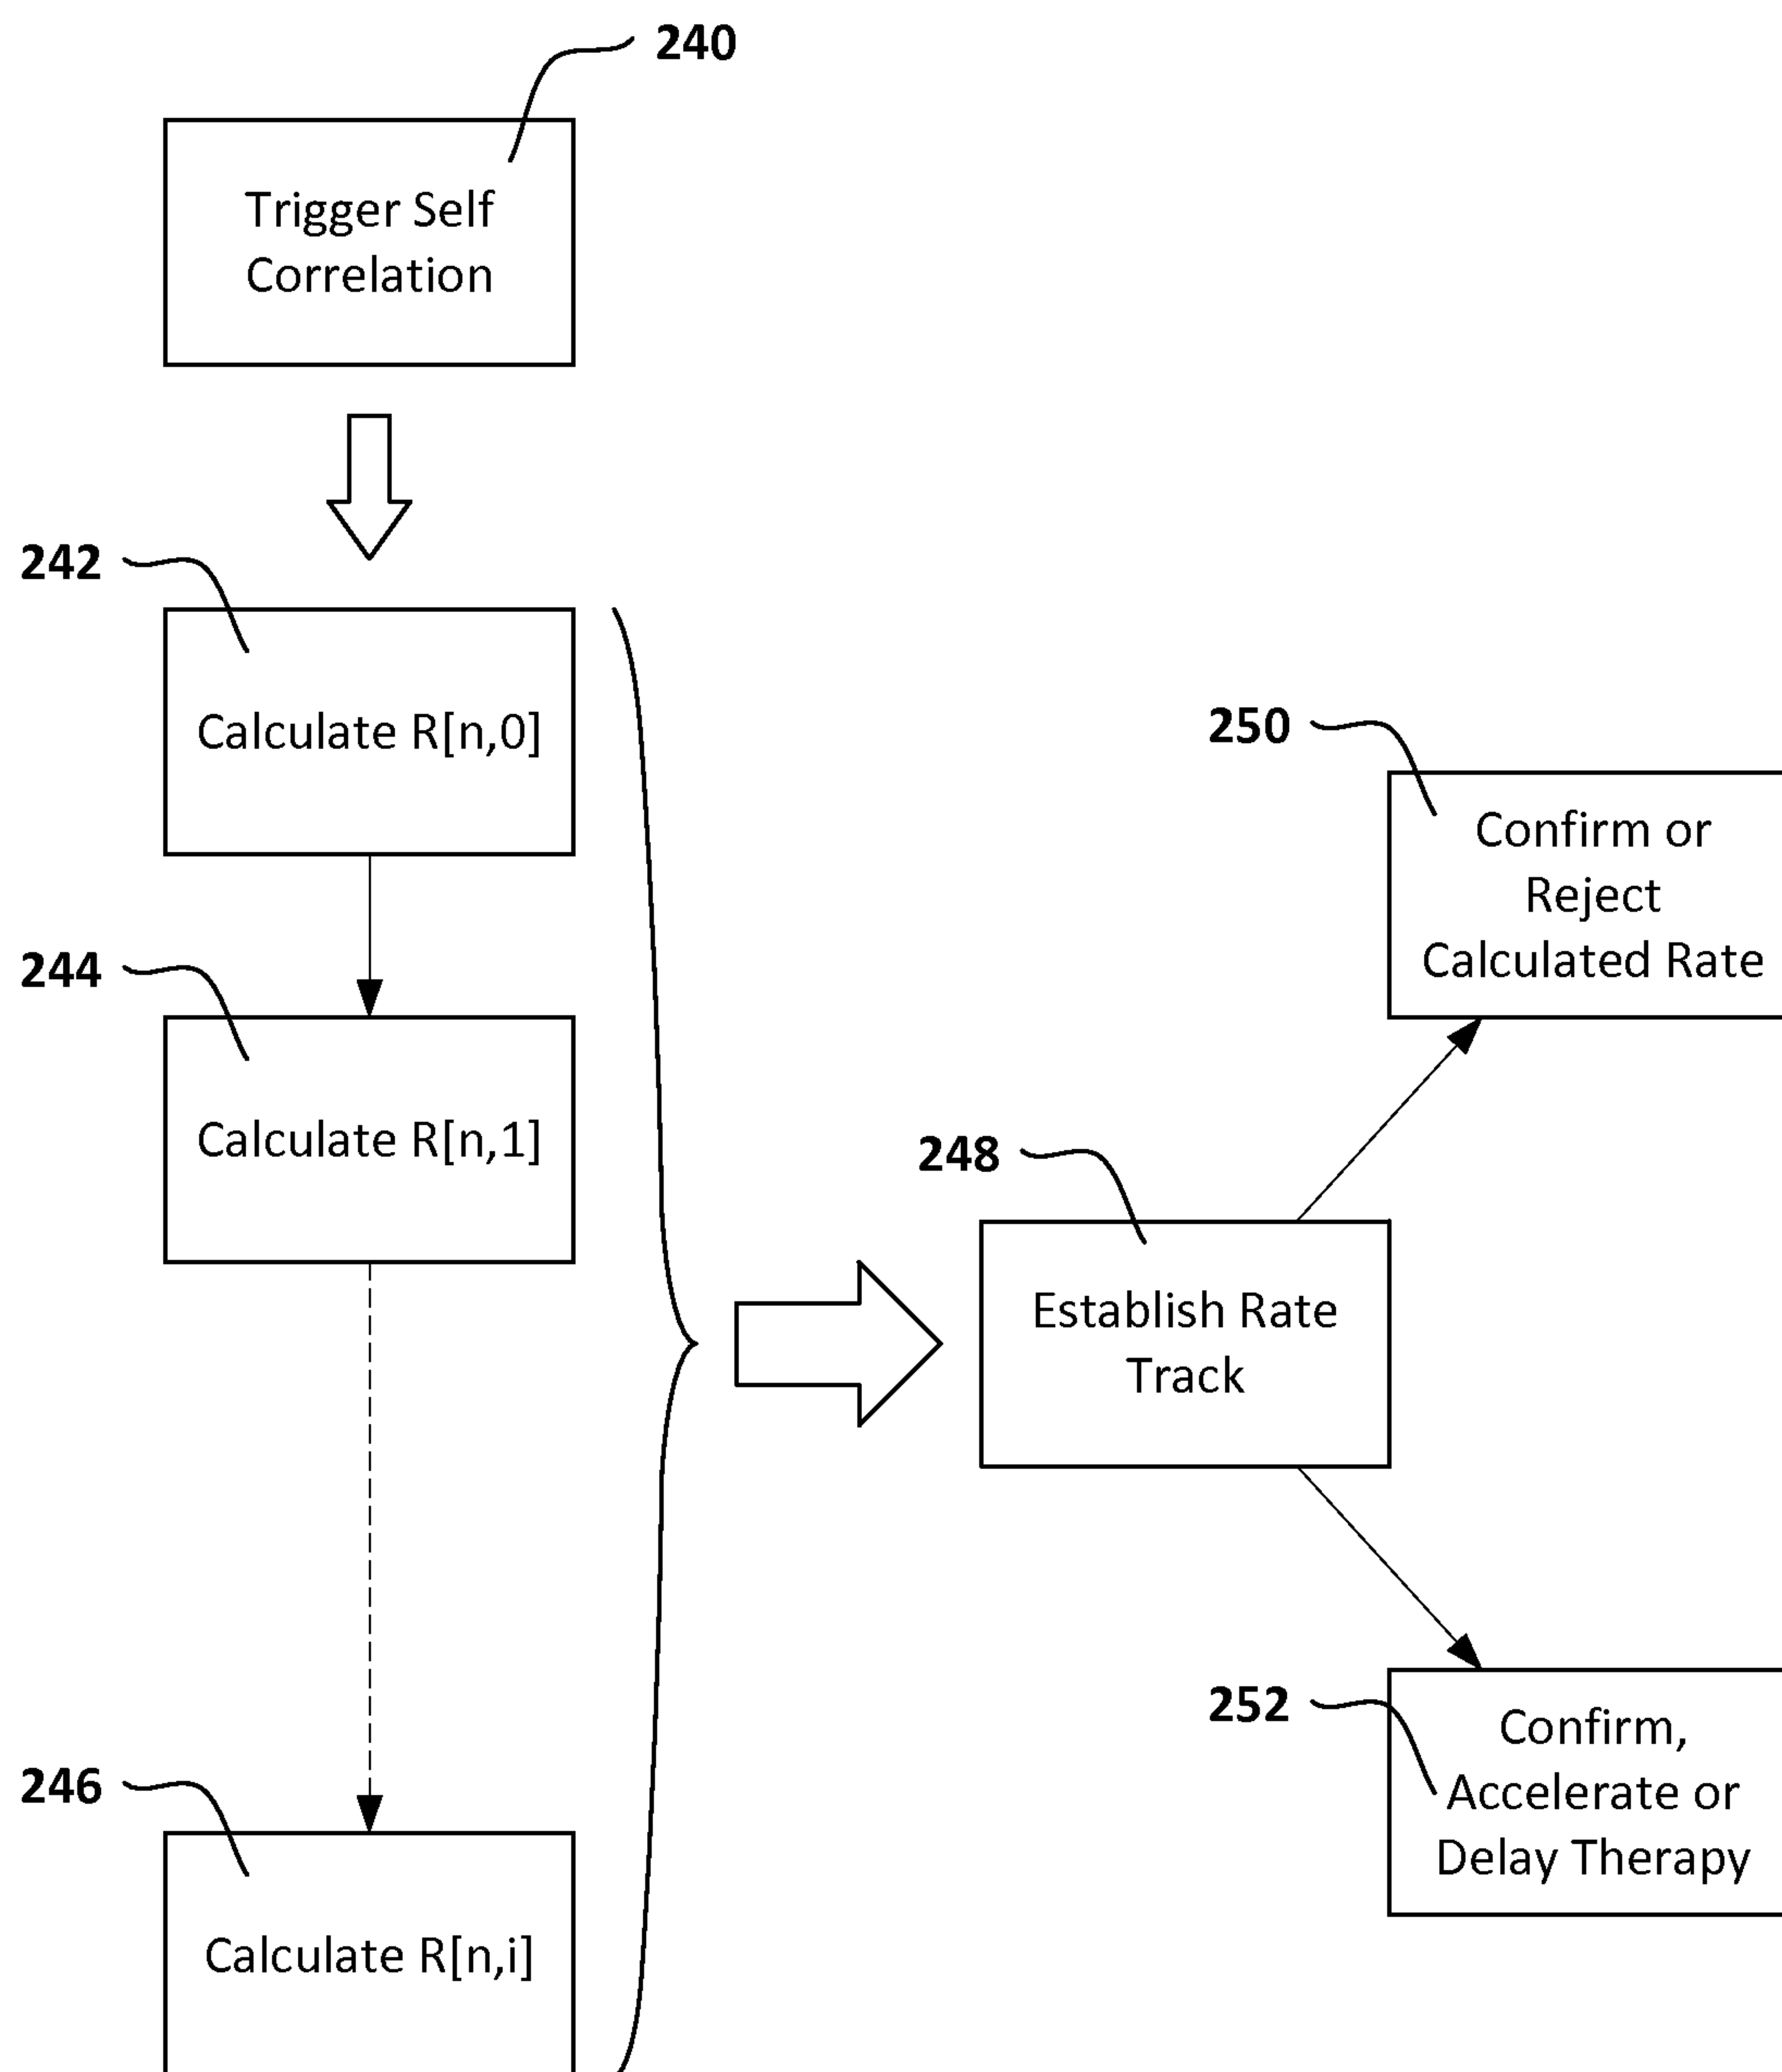 240
Trigger Self
Correlation
242
Calculate R[n,0]
244
Calculate R[n,1]
246
Calculate R[n,i]
248
Establish Rate
Track
250
Confirm or
Reject
Calculated Rate
252
Confirm,
Accelerate or
Delay Therapy